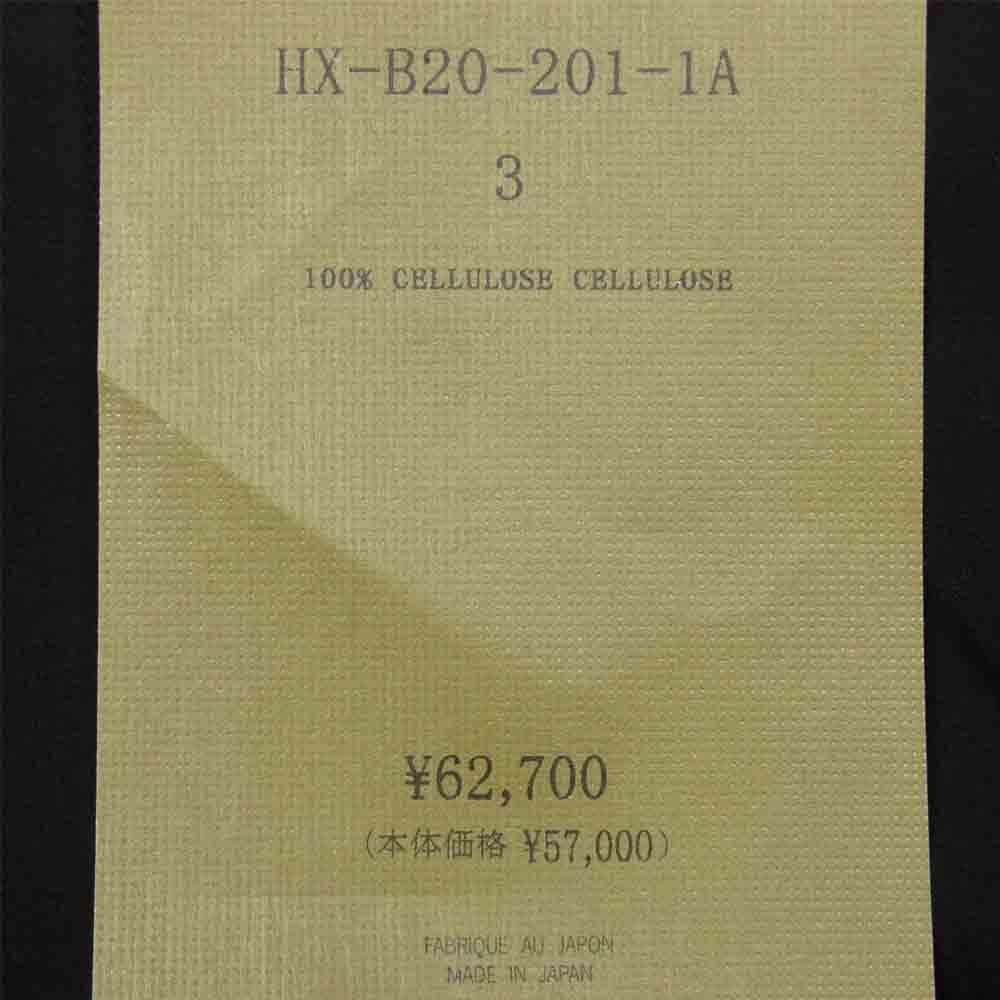 HX-B20-201-1A
3
100% CELLULOSE CELLULOSE
¥62,700
(本体価格 ¥57,000)
FABRIQUE AU JAPON
MADE IN JAPAN